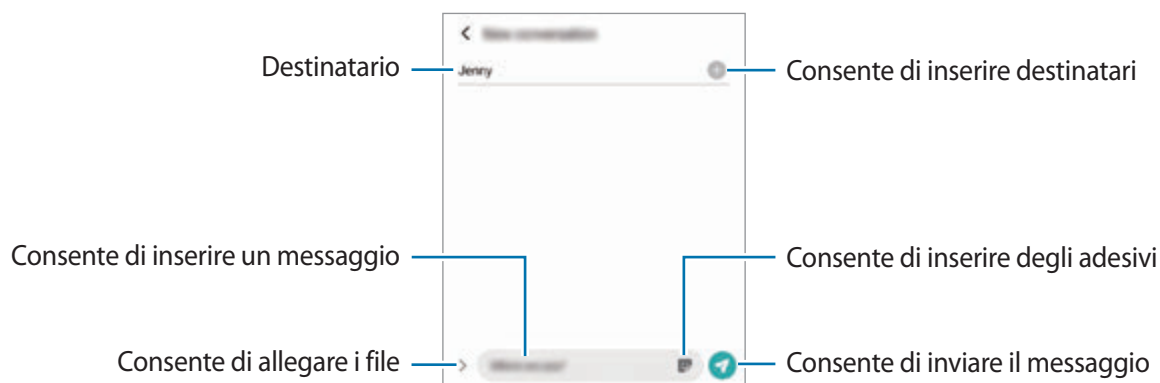 Destinatario
Jenny
Consente di inserire destinatari
Consente di inserire un messaggio
Consente di inserire degli adesivi
Consente di allegare i file
Consente di inviare il messaggio